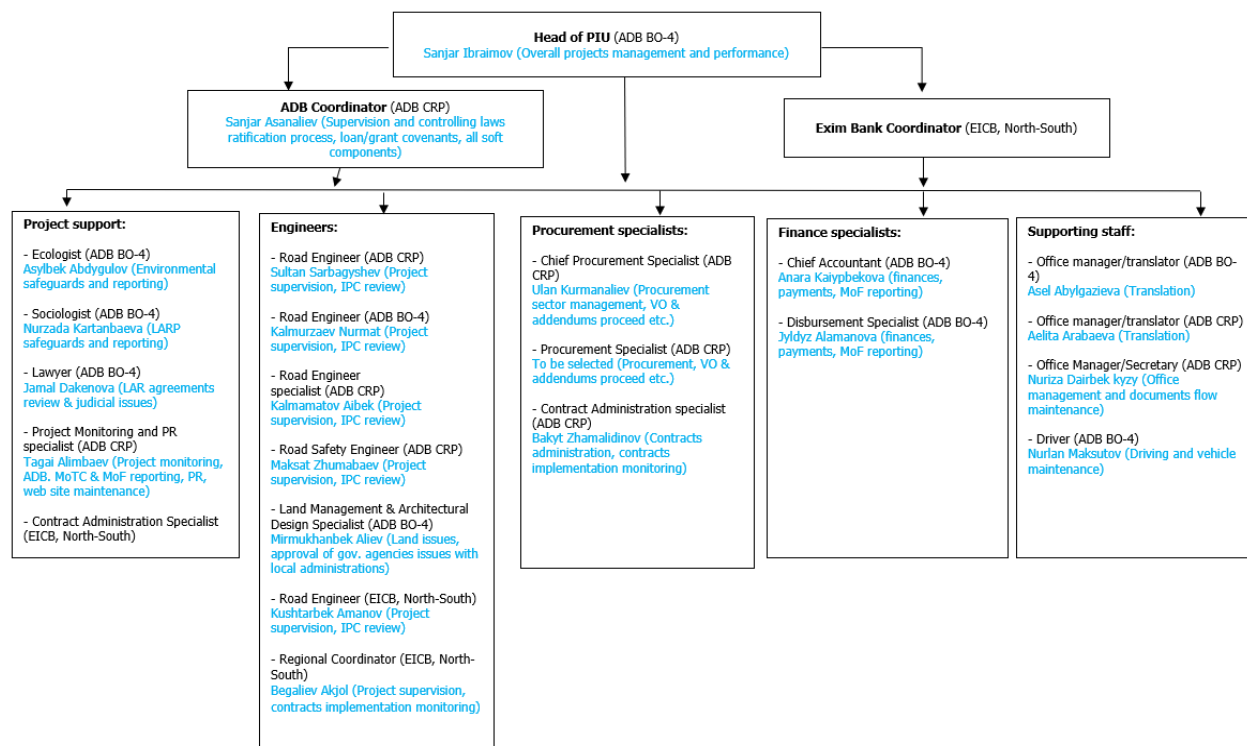 Head of PIU (ADB BO-4)
Sanjar Ibraimov (Overall projects management and performance)
ADB Coordinator (ADB CRP)
Sanjar Asanaliev (Supervision and controlling laws
ratification process, loan/grant covenants, all soft
components)
Exim Bank Coordinator (EICB, North-South)
Project support:
- Ecologist (ADB BO-4)
Asylbek Abdygulov (Environmental
safeguards and reporting)
- Sociologist (ADB BO-4)
Nurzada Kartanbaeva (LARP
safeguards and reporting)
- Lawyer (ADB BO-4)
Jamal Dakenova (LAR agreements
review & judicial issues)
- Project Monitoring and PR
specialist (ADB CRP)
Tagai Alimbaev (Project monitoring,
ADB. MoTC & MoF reporting, PR,
web site maintenance)
- Contract Administration Specialist
(EICB, North-South)
Engineers:
- Road Engineer (ADB CRP)
Sultan Sarbagyshev (Project
supervision, IPC review)
- Road Engineer (ADB BO-4)
Kalmurzaev Nurmat (Project
supervision, IPC review)
- Road Engineer
specialist (ADB CRP)
Kalmamatov Aibek (Project
supervision, IPC review)
- Road Safety Engineer (ADB CRP)
Maksat Zhumabaev (Project
supervision, IPC review)
- Land Management & Architectural
Design Specialist (ADB BO-4)
Mirmukhanbek Aliev (Land issues,
approval of gov. agencies issues with
local administrations)
- Road Engineer (EICB, North-South)
Kushtarbek Amanov (Project
supervision, IPC review)
- Regional Coordinator (EICB, North-
South)
Begaliev Akjol (Project supervision,
contracts implementation monitoring)
Procurement specialists:
- Chief Procurement Specialist (ADB
CRP)
Ulan Kurmanaliev (Procurement
sector management, VO &
addendums proceed etc.)
- Procurement Specialist (ADB CRP)
To be selected (Procurement, VO &
addendums proceed etc.)
- Contract Administration specialist
(ADB CRP)
Bakyt Zhamalidinov (Contracts
administration, contracts
implementation monitoring)
Finance specialists:
- Chief Accountant (ADB BO-4)
Anara Kaiypbekova (finances,
payments, MoF reporting)
- Disbursement Specialist (ADB BO-4)
Jyldyz Alamanova (finances,
payments, MoF reporting)
Supporting staff:
- Office manager/translator (ADB BO-
4)
Asel Abylgazieva (Translation)
- Office manager/translator (ADB CRP)
Aelita Arabaeva (Translation)
- Office Manager/Secretary (ADB CRP)
Nuriza Dairbek kyzy (Office
management and documents flow
maintenance)
- Driver (ADB BO-4)
Nurlan Maksutov (Driving and vehicle
maintenance)